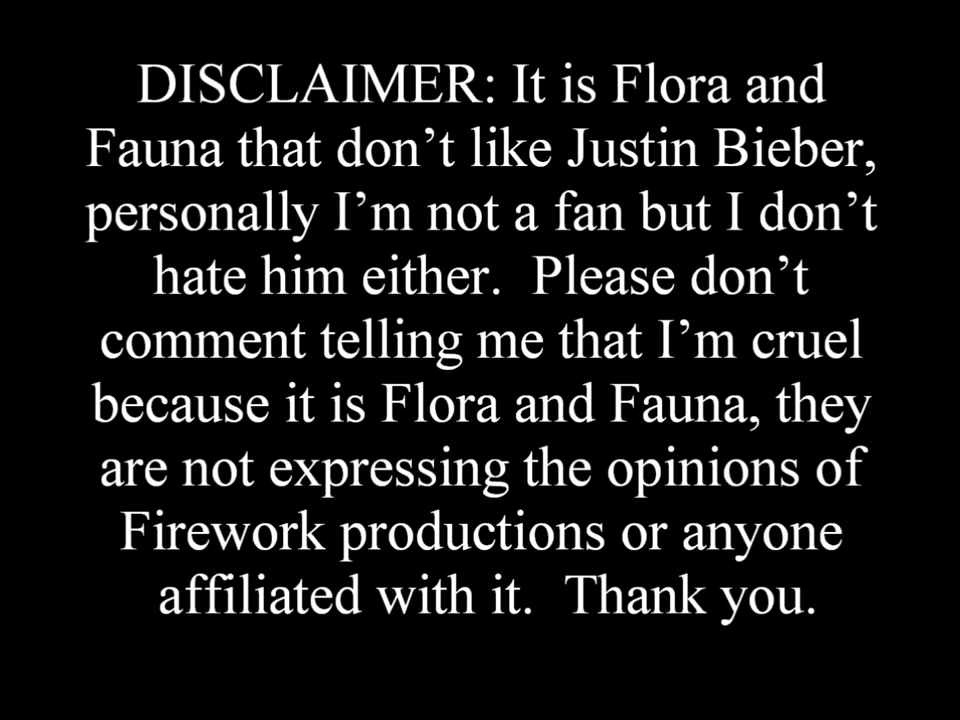 DISCLAIMER: It is Flora and
Fauna that don’t like Justin Bieber,
personally I’m not a fan but I don’t
hate him either.  Please don’t
comment telling me that I’m cruel
because it is Flora and Fauna, they
are not expressing the opinions of
Firework productions or anyone
affiliated with it.  Thank you.